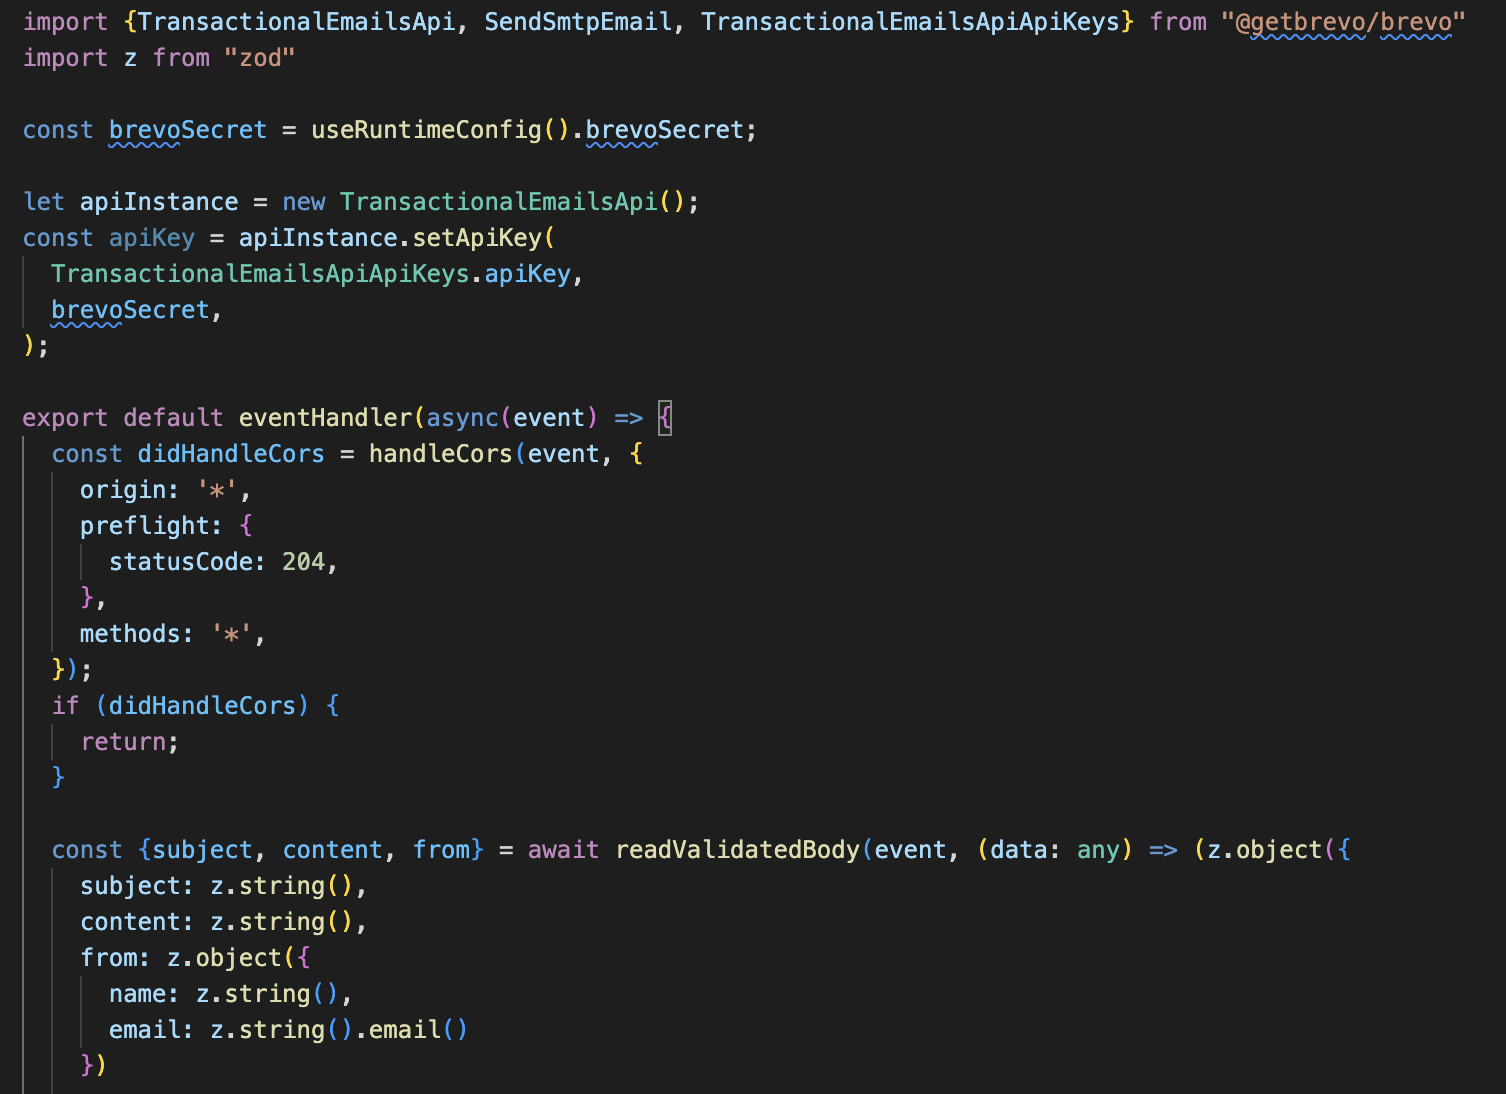 import {TransactionalEmailsApi, SendSmtpEmail, TransactionalEmailsApiApiKeys} from "@getbrevo/brevo"
import z from "zod"

const brevoSecret = useRuntimeConfig().brevoSecret;

let apiInstance = new TransactionalEmailsApi();
const apiKey = apiInstance.setApiKey(
  TransactionalEmailsApiApiKeys.apiKey,
  brevoSecret,
);

export default eventHandler(async(event) => {
  const didHandleCors = handleCors(event, {
    origin: '*',
    preflight: {
      statusCode: 204,
    },
    methods: '*',
  });
  if (didHandleCors) {
    return;
  }

  const {subject, content, from} = await readValidatedBody(event, (data: any) => (z.object({
    subject: z.string(),
    content: z.string(),
    from: z.object({
      name: z.string(),
      email: z.string().email()
    })